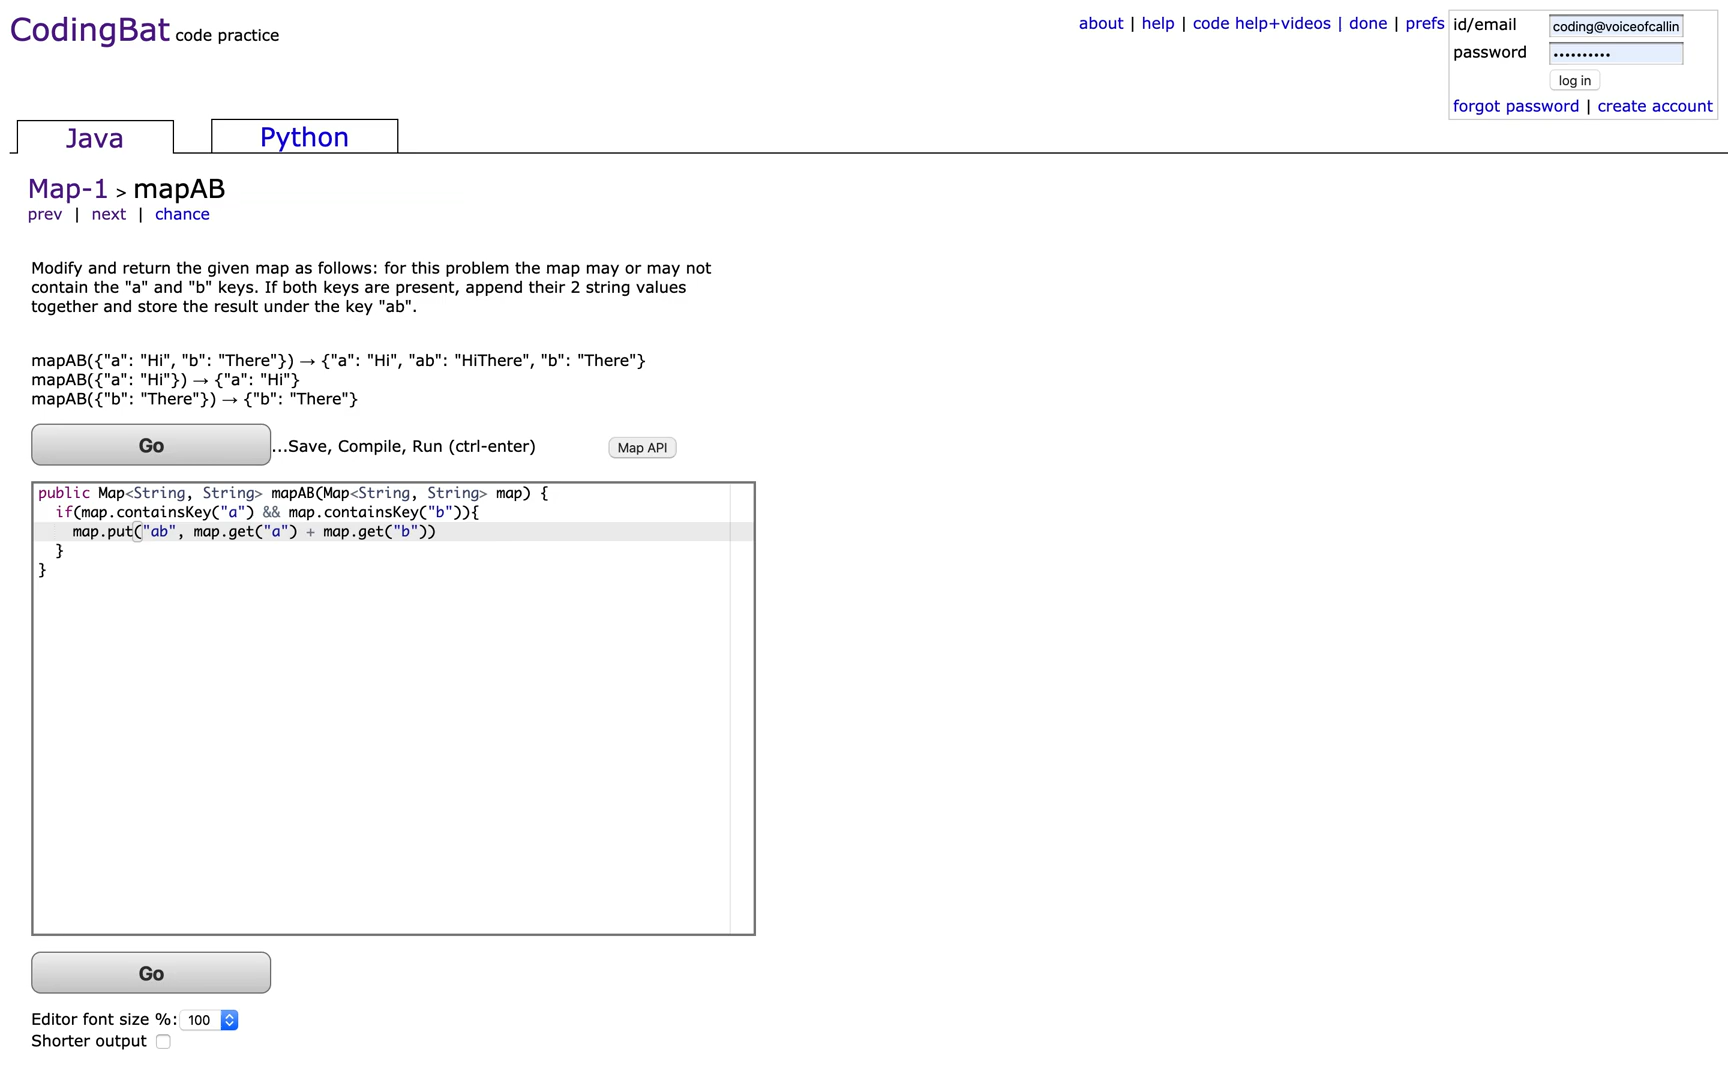 CodingBat code practice
about | help | code help+videos | done | prefs
id/email coding@voiceofcallin
password ••••••••••
log in
forgot password | create account
Java
Python
Map-1 > mapAB
prev | next | chance
Modify and return the given map as follows: for this problem the map may or may not
contain the "a" and "b" keys. If both keys are present, append their 2 string values
together and store the result under the key "ab".
mapAB({"a": "Hi", "b": "There"}) → {"a": "Hi", "ab": "HiThere", "b": "There"}
mapAB({"a": "Hi"}) → {"a": "Hi"}
mapAB({"b": "There"}) → {"b": "There"}
Go ...Save, Compile, Run (ctrl-enter) Map API
public Map<String, String> mapAB(Map<String, String> map) {
  if(map.containsKey("a") && map.containsKey("b")){
    map.put("ab", map.get("a") + map.get("b"))
  }
}
Go
Editor font size %: 100
Shorter output